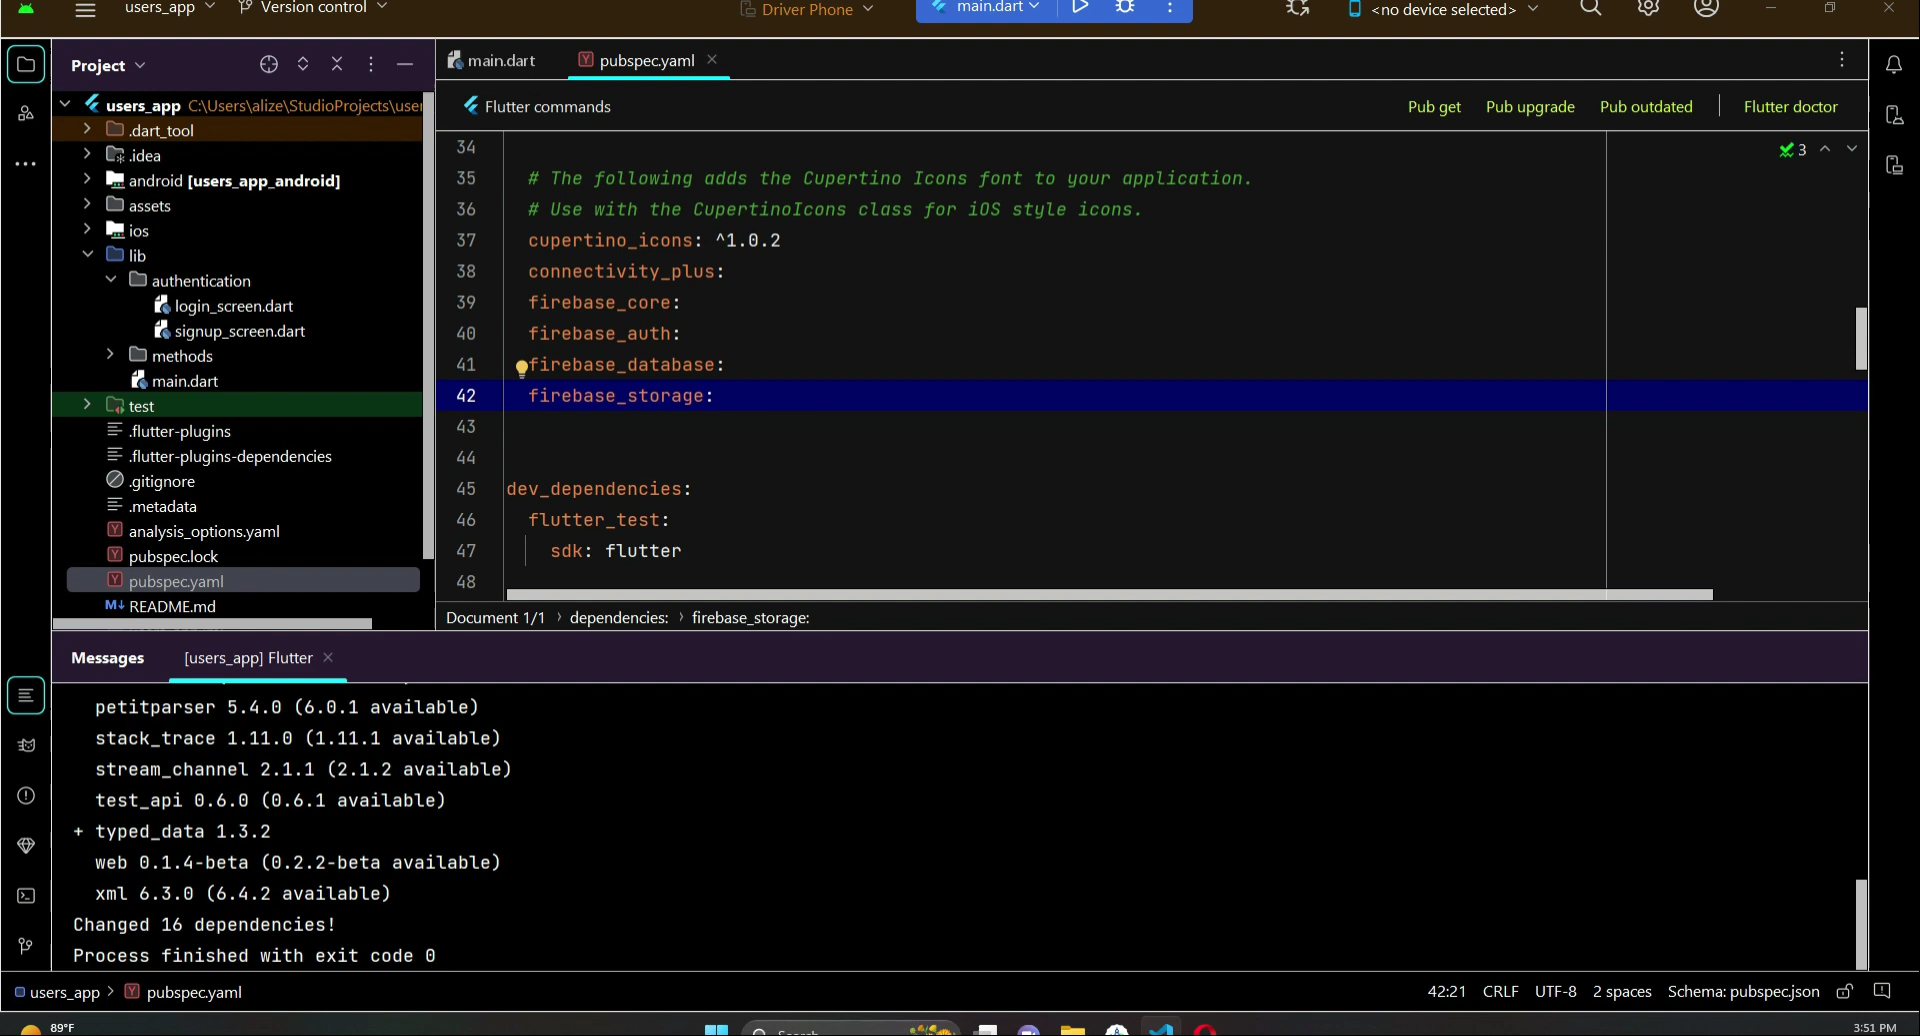 users_app
Version control
Driver Phone
main.dart
<no device selected>
Project
main.dart
pubspec.yaml
users_app C:\Users\alize\StudioProjects\user
.dart_tool
.idea
android [users_app_android]
assets
ios
lib
authentication
login_screen.dart
signup_screen.dart
methods
main.dart
test
.flutter-plugins
.flutter-plugins-dependencies
.gitignore
.metadata
analysis_options.yaml
pubspec.lock
pubspec.yaml
README.md
Flutter commands
Pub get
Pub upgrade
Pub outdated
Flutter doctor
3
34
35 # The following adds the Cupertino Icons font to your application.
36 # Use with the CupertinoIcons class for iOS style icons.
37 cupertino_icons: ^1.0.2
38 connectivity_plus:
39 firebase_core:
40 firebase_auth:
41 firebase_database:
42 firebase_storage:
43
44
45 dev_dependencies:
46 flutter_test:
47 sdk: flutter
48
Document 1/1 › dependencies: › firebase_storage:
Messages
[users_app] Flutter
petitparser 5.4.0 (6.0.1 available)
stack_trace 1.11.0 (1.11.1 available)
stream_channel 2.1.1 (2.1.2 available)
test_api 0.6.0 (0.6.1 available)
+ typed_data 1.3.2
web 0.1.4-beta (0.2.2-beta available)
xml 6.3.0 (6.4.2 available)
Changed 16 dependencies!
Process finished with exit code 0
users_app › pubspec.yaml
42:21
CRLF
UTF-8
2 spaces
Schema: pubspec.json
89°F
Search
3:51 PM